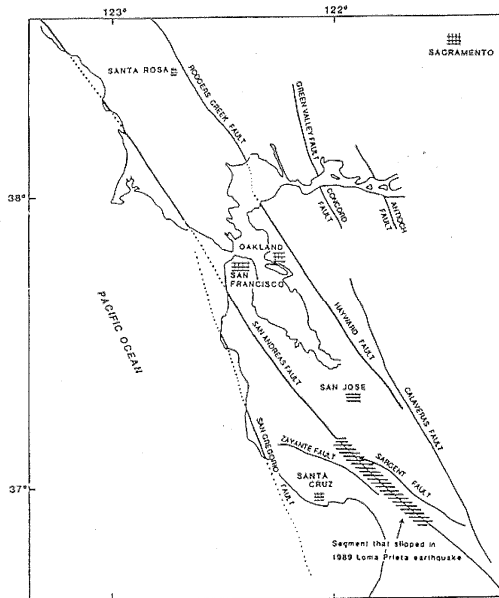 123°
122°
SACRAMENTO
SANTA ROSA
RODGERS CREEK FAULT
GREEN VALLEY FAULT
38°
CONCORD
FAULT
ANTIOCH
FAULT
OAKLAND
SAN
FRANCISCO
HAYWARD FAULT
PACIFIC OCEAN
SAN ANDREAS FAULT
CALAVERAS FAULT
SAN JOSE
SAN GREGORIO
FAULT
ZAYANTE FAULT
SARGENT FAULT
37°
SANTA
CRUZ
Segment that slipped in
1989 Loma Prieta earthquake